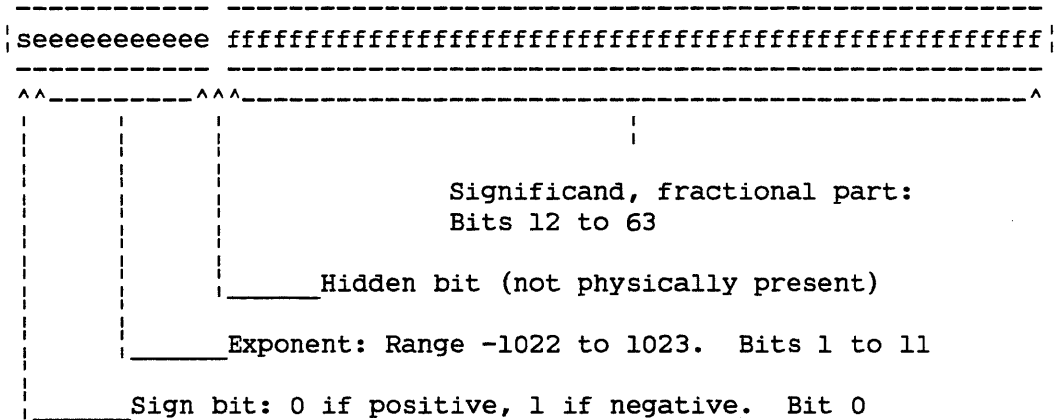 seeeeeeeeeee ffffffffffffffffffffffffffffffffffffffffffffffffffff
Significand, fractional part:
Bits 12 to 63
Hidden bit (not physically present)
Exponent: Range -1022 to 1023. Bits 1 to 11
Sign bit: 0 if positive, 1 if negative. Bit 0